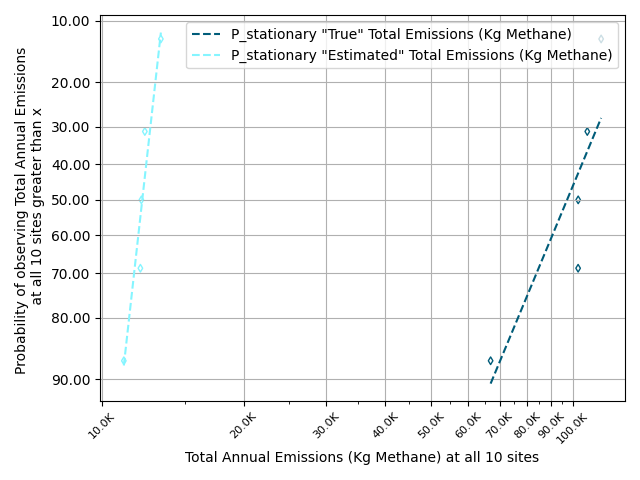 P_stationary "True" Total Emissions (Kg Methane)
P_stationary "Estimated" Total Emissions (Kg Methane)
Probability of observing Total Annual Emissions
at all 10 sites greater than x
10.00
20.00
30.00
40.00
50.00
60.00
70.00
80.00
90.00
10.0K
20.0K
30.0K
40.0K
50.0K
60.0K
70.0K
80.0K
90.0K
100.0K
Total Annual Emissions (Kg Methane) at all 10 sites